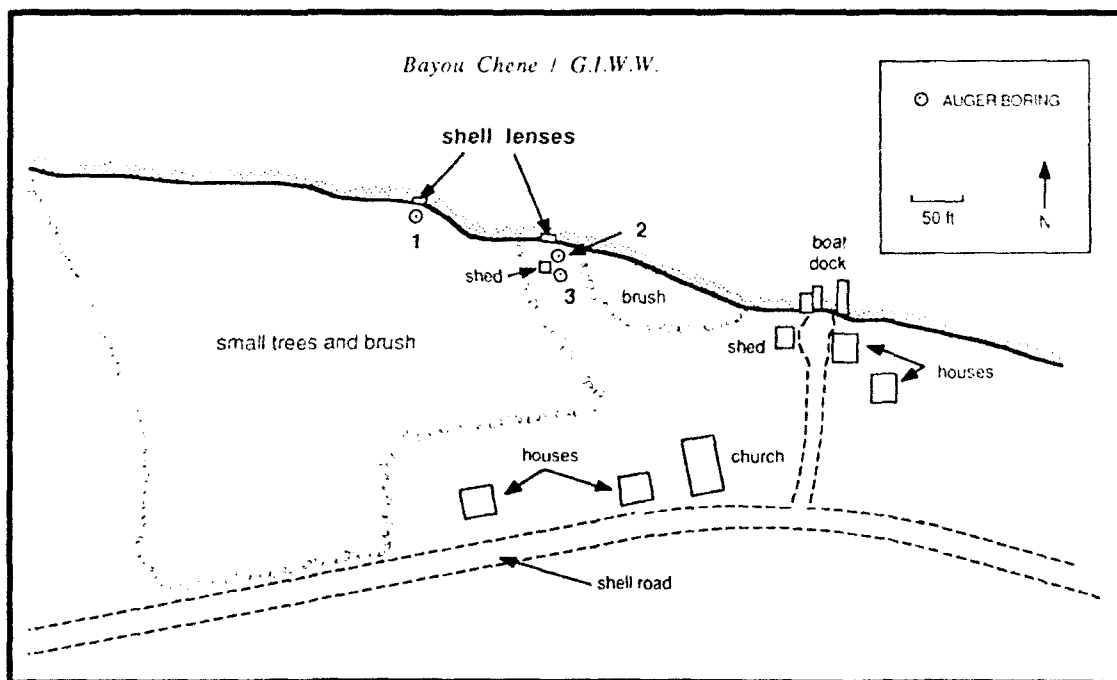 Bayou Chene / G.I.W.W.
AUGER BORING
50 ft
N
shell lenses
1
2
3
shed
brush
boat
dock
shed
houses
small trees and brush
houses
church
shell road